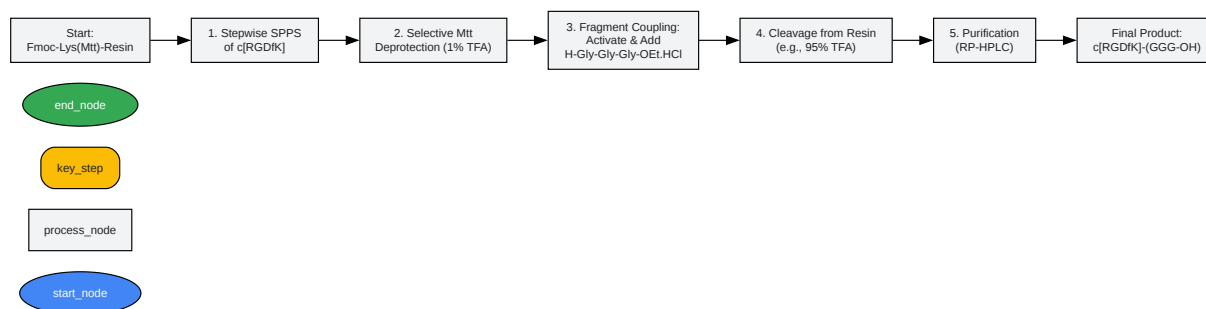 Start:
Fmoc-Lys(Mtt)-Resin
1. Stepwise SPPS
of c[RGDfK]
2. Selective Mtt
Deprotection (1% TFA)
3. Fragment Coupling:
Activate & Add
H-Gly-Gly-Gly-OEt.HCl
4. Cleavage from Resin
(e.g., 95% TFA)
5. Purification
(RP-HPLC)
Final Product:
c[RGDfK]-(GGG-OH)
end_node
key_step
process_node
start_node